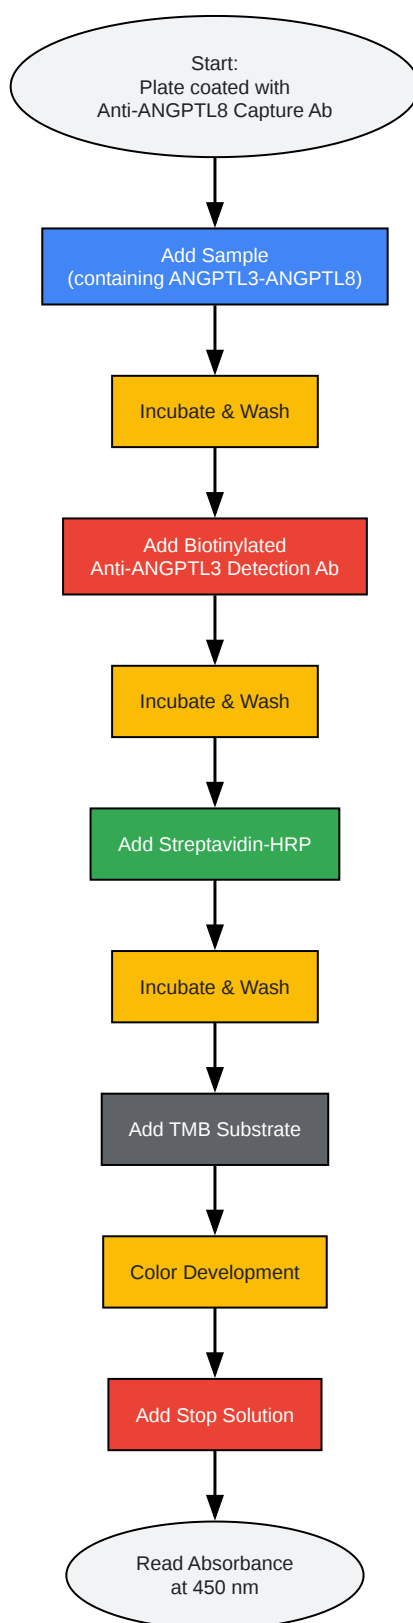 Start:
Plate coated with
Anti-ANGPTL8 Capture Ab
Add Sample
(containing ANGPTL3-ANGPTL8)
Incubate & Wash
Add Biotinylated
Anti-ANGPTL3 Detection Ab
Incubate & Wash
Add Streptavidin-HRP
Incubate & Wash
Add TMB Substrate
Color Development
Add Stop Solution
Read Absorbance
at 450 nm